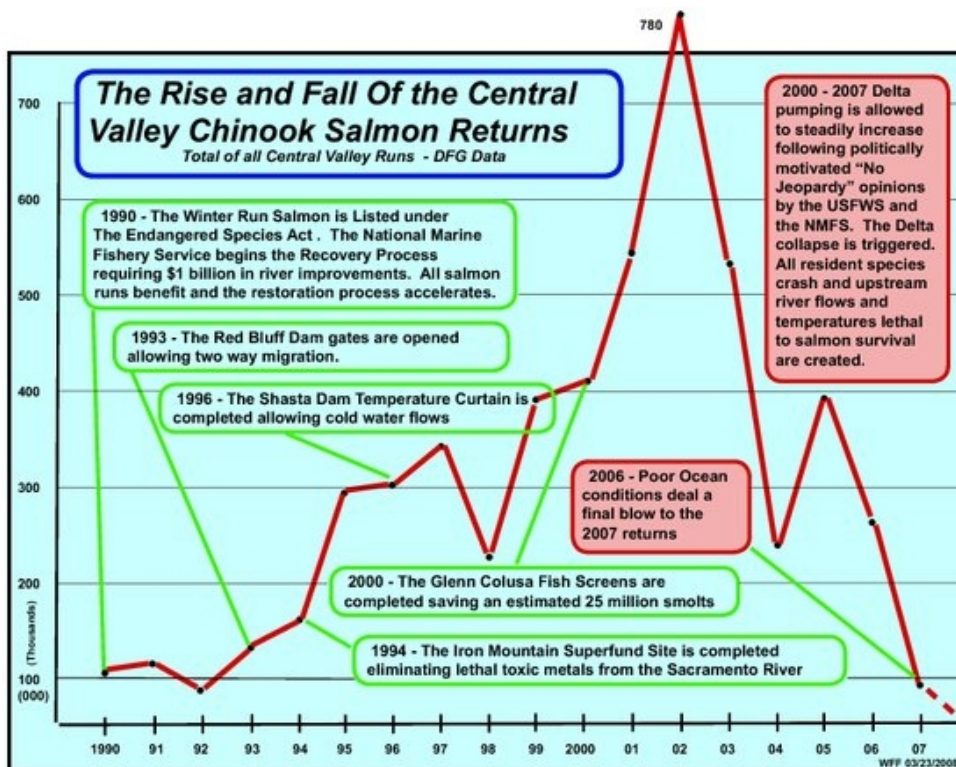 780
The Rise and Fall Of the Central
Valley Chinook Salmon Returns
Total of all Central Valley Runs - DFG Data
2000 - 2007 Delta
pumping is allowed
to steadily increase
following politically
motivated “No
Jeopardy” opinions
by the USFWS and
the NMFS. The Delta
collapse is triggered.
All resident species
crash and upstream
river flows and
temperatures lethal
to salmon survival
are created.
1990 - The Winter Run Salmon is Listed under
The Endangered Species Act . The National Marine
Fishery Service begins the Recovery Process
requiring $1 billion in river improvements. All salmon
runs benefit and the restoration process accelerates.
1993 - The Red Bluff Dam gates are opened
allowing two way migration.
1996 - The Shasta Dam Temperature Curtain is
completed allowing cold water flows
2006 - Poor Ocean
conditions deal a
final blow to the
2007 returns
2000 - The Glenn Colusa Fish Screens are
completed saving an estimated 25 million smolts
1994 - The Iron Mountain Superfund Site is completed
eliminating lethal toxic metals from the Sacramento River
700
600
500
400
300
200
100
(000)
(Thousands)
1990 91 92 93 94 95 96 97 98 99 2000 01 02 03 04 05 06 07
WFF 03/23/2008